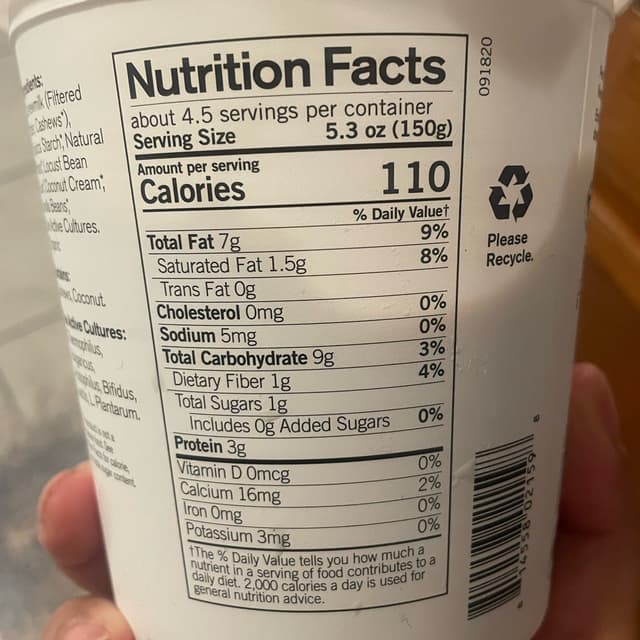 (Filtered
Cashews*),
Starch*, Natural
Locust Bean
Coconut Cream*,
Beans*,
Active Cultures.
Coconut.
Active Cultures:
Bifidus,
L. Plantarum.
Nutrition Facts
about 4.5 servings per container
Serving Size 5.3 oz (150g)
Amount per serving
Calories 110
% Daily Value†
Total Fat 7g 9%
Saturated Fat 1.5g 8%
Trans Fat 0g
Cholesterol 0mg 0%
Sodium 5mg 0%
Total Carbohydrate 9g 3%
Dietary Fiber 1g 4%
Total Sugars 1g
Includes 0g Added Sugars 0%
Protein 3g
Vitamin D 0mcg 0%
Calcium 16mg 2%
Iron 0mg 0%
Potassium 3mg 0%
†The % Daily Value tells you how much a
nutrient in a serving of food contributes to a
daily diet. 2,000 calories a day is used for
general nutrition advice.
091820
Please
Recycle.